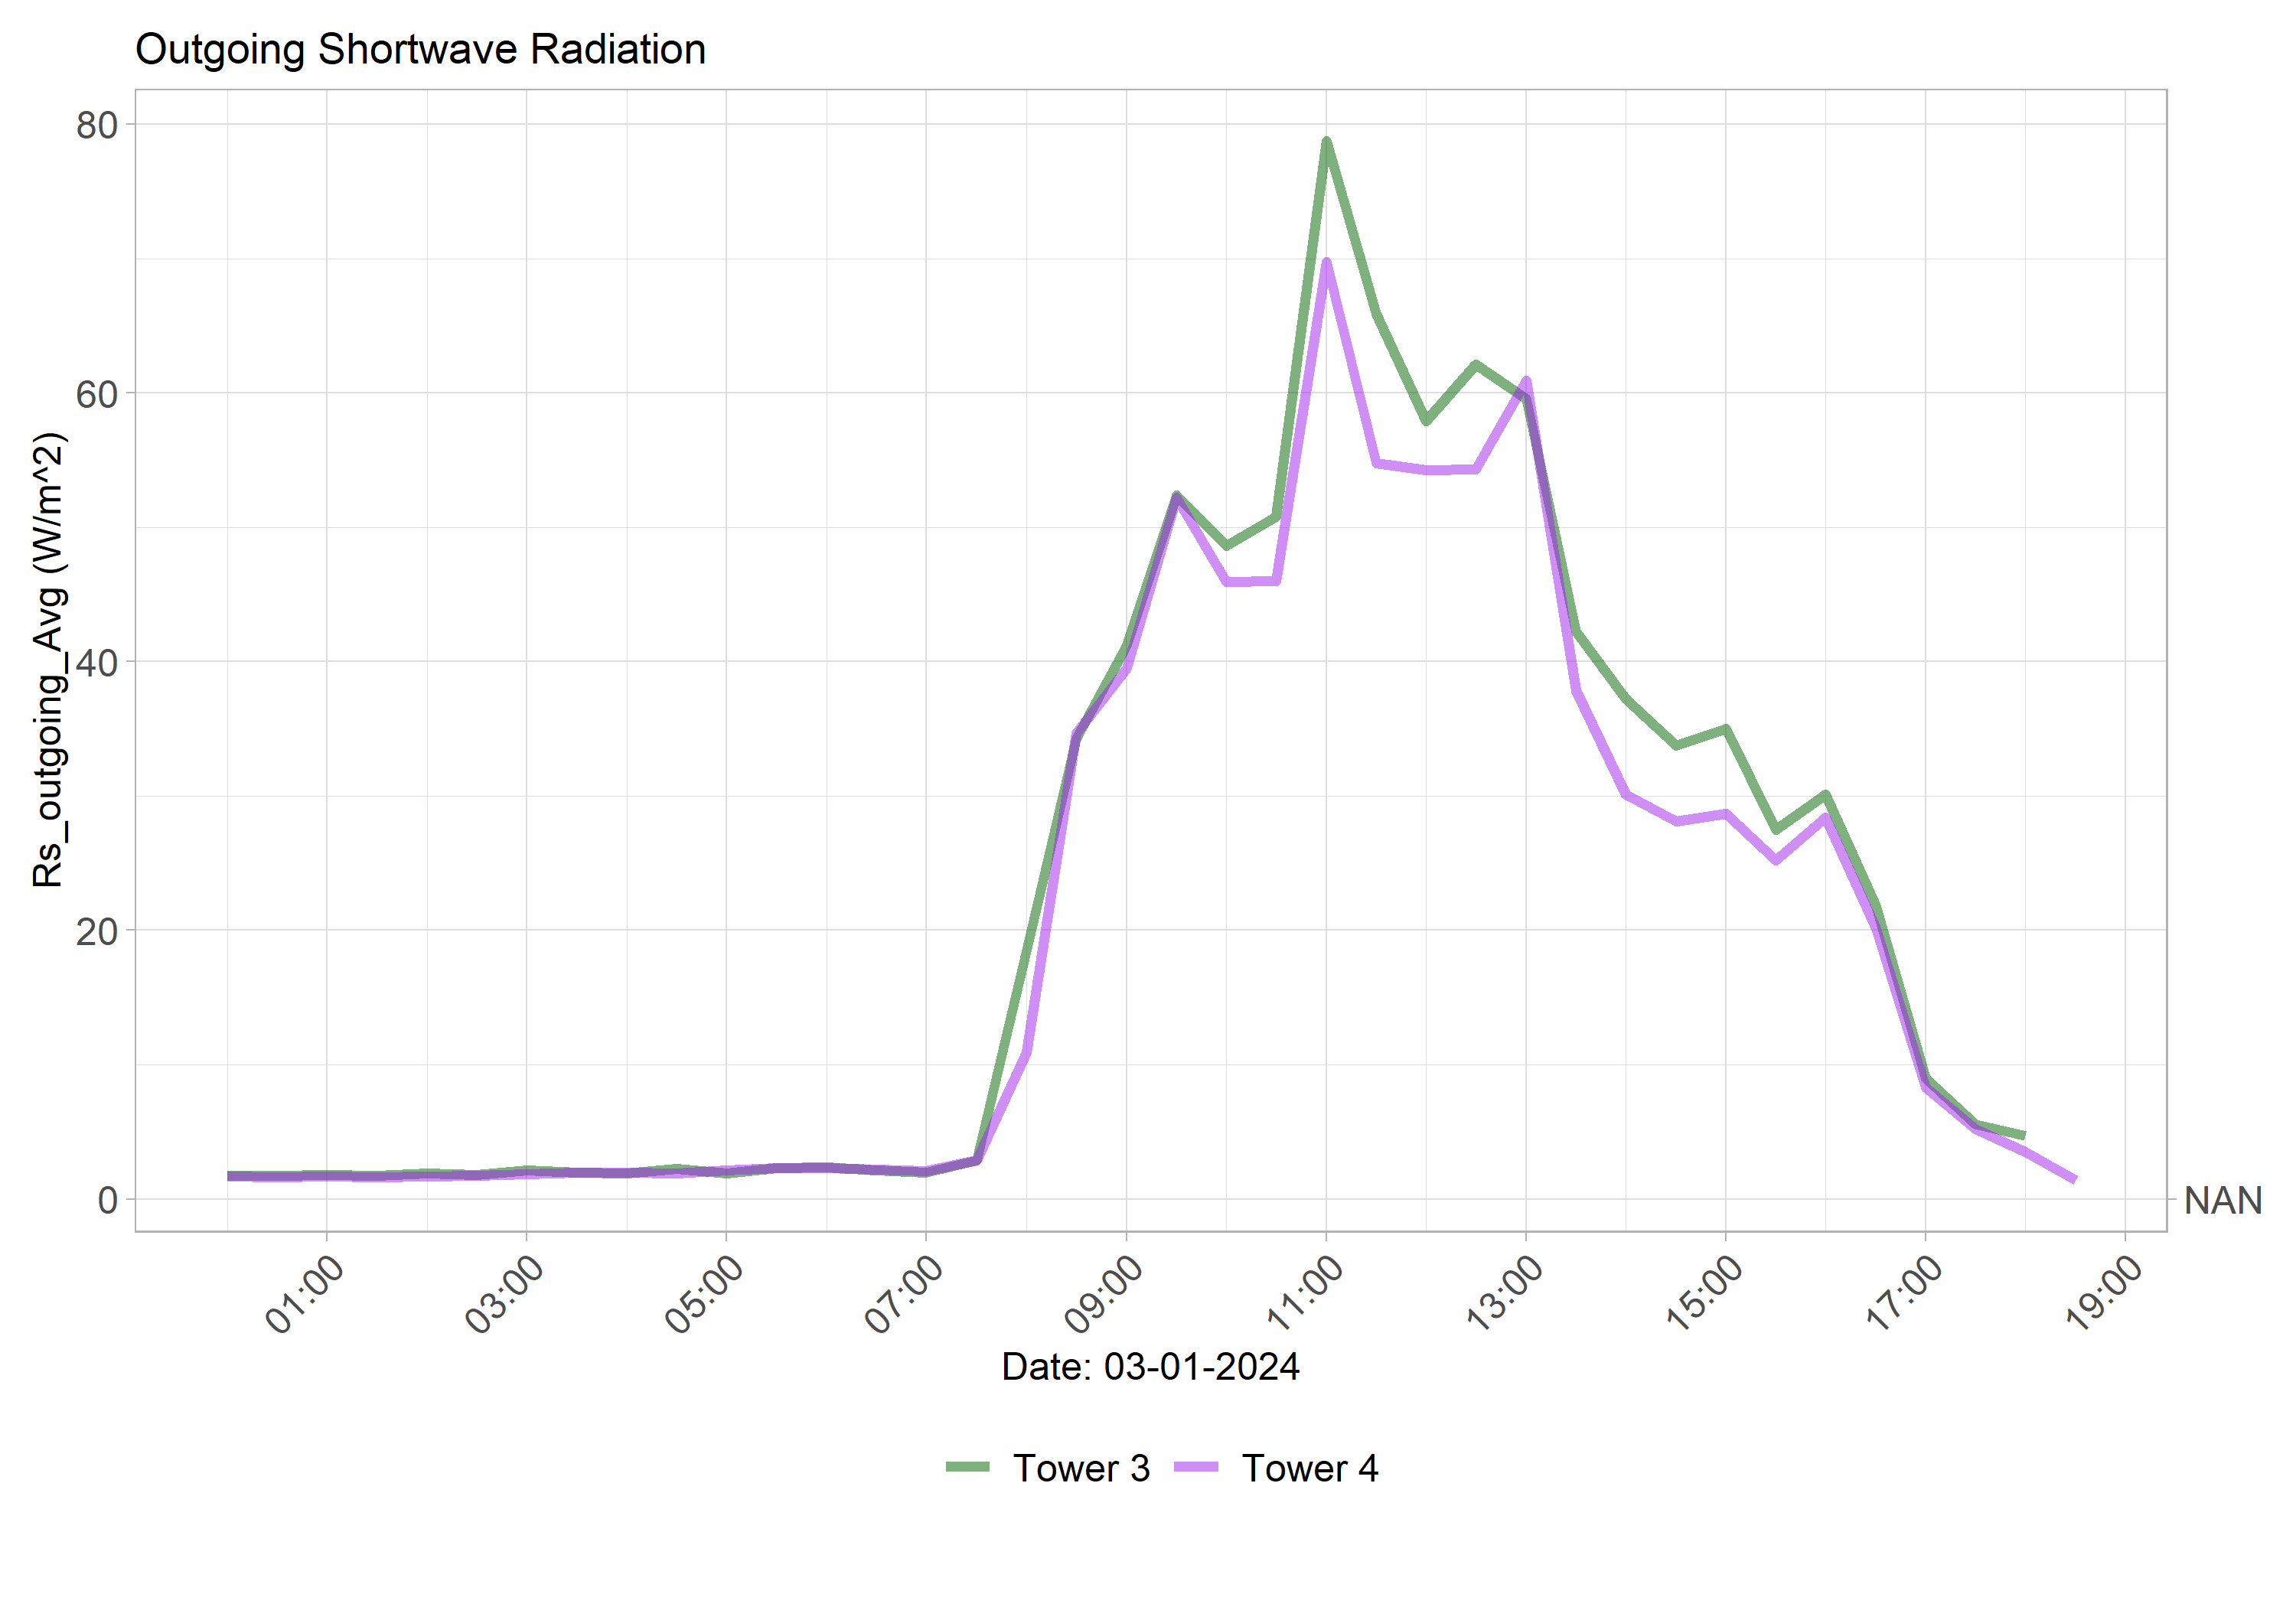 Outgoing Shortwave Radiation
Rs_outgoing_Avg (W/m^2)
80
60
40
20
0
NAN
01:00
03:00
05:00
07:00
09:00
11:00
13:00
15:00
17:00
19:00
Date: 03-01-2024
Tower 3
Tower 4